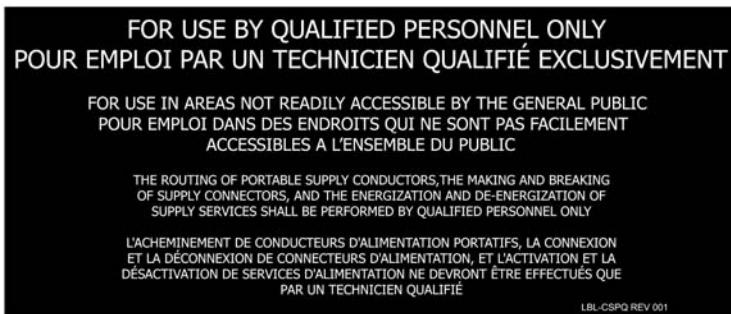 FOR USE BY QUALIFIED PERSONNEL ONLY
POUR EMPLOI PAR UN TECHNICIEN QUALIFIÉ EXCLUSIVEMENT
FOR USE IN AREAS NOT READILY ACCESSIBLE BY THE GENERAL PUBLIC
POUR EMPLOI DANS DES ENDROITS QUI NE SONT PAS FACILEMENT
ACCESSIBLES A L'ENSEMBLE DU PUBLIC
THE ROUTING OF PORTABLE SUPPLY CONDUCTORS,THE MAKING AND BREAKING
OF SUPPLY CONNECTORS, AND THE ENERGIZATION AND DE-ENERGIZATION OF
SUPPLY SERVICES SHALL BE PERFORMED BY QUALIFIED PERSONNEL ONLY
L'ACHEMINEMENT DE CONDUCTEURS D'ALIMENTATION PORTATIFS, LA CONNEXION
ET LA DÉCONNEXION DE CONNECTEURS D'ALIMENTATION, ET L'ACTIVATION ET LA
DÉSACTIVATION DE SERVICES D'ALIMENTATION NE DEVRONT ÊTRE EFFECTUÉS QUE
PAR UN TECHNICIEN QUALIFIÉ
LBL-CSPQ REV 001